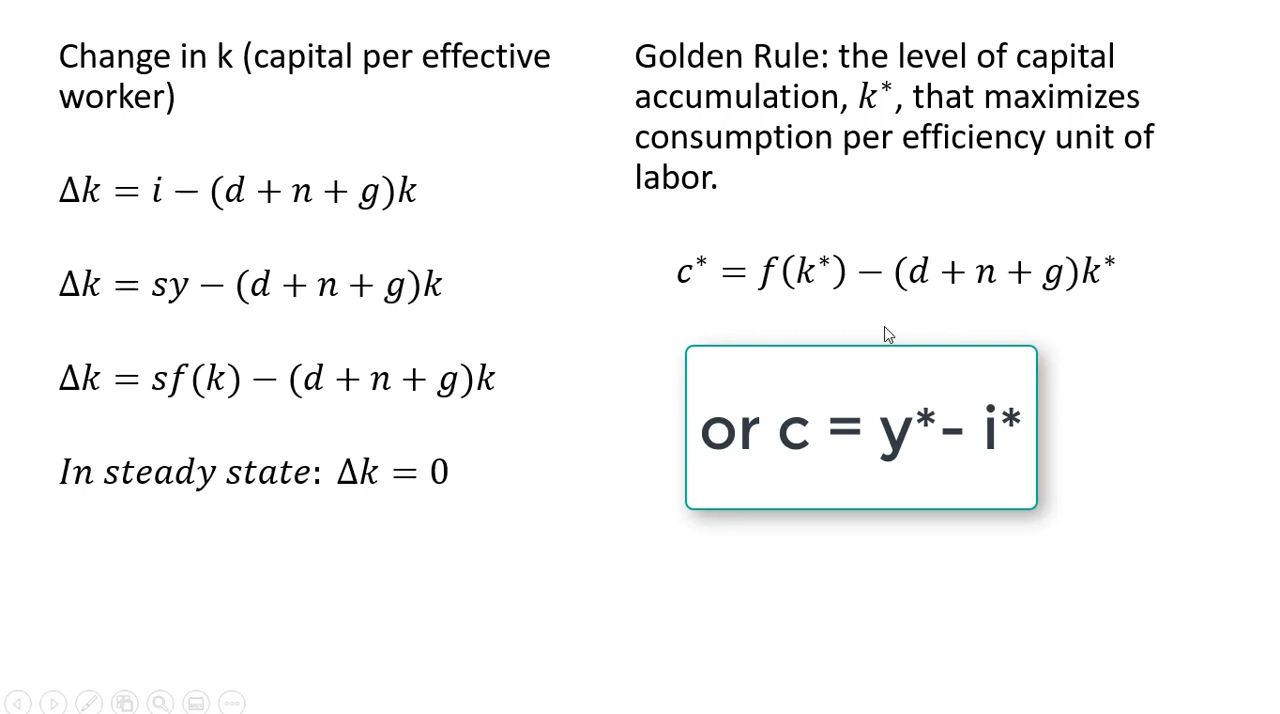 Change in k (capital per effective
worker)
Δk = i − (d + n + g)k
Δk = sy − (d + n + g)k
Δk = sf(k) − (d + n + g)k
In steady state: Δk = 0
Golden Rule: the level of capital
accumulation, k*, that maximizes
consumption per efficiency unit of
labor.
c* = f(k*) − (d + n + g)k*
or c = y*- i*